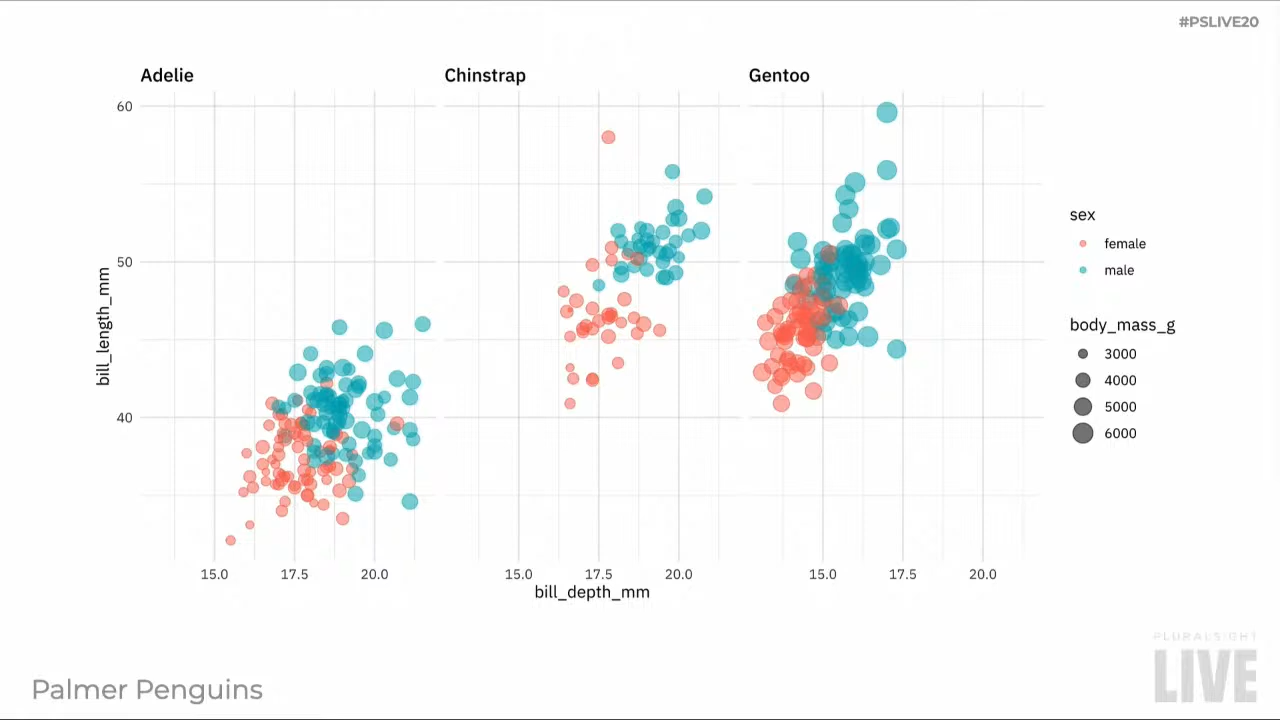 #PSLIVE20
Adelie
Chinstrap
Gentoo
60
50
40
bill_length_mm
15.0
17.5
20.0
15.0
17.5
20.0
15.0
17.5
20.0
bill_depth_mm
sex
female
male
body_mass_g
3000
4000
5000
6000
Palmer Penguins
PLURALSIGHT
LIVE